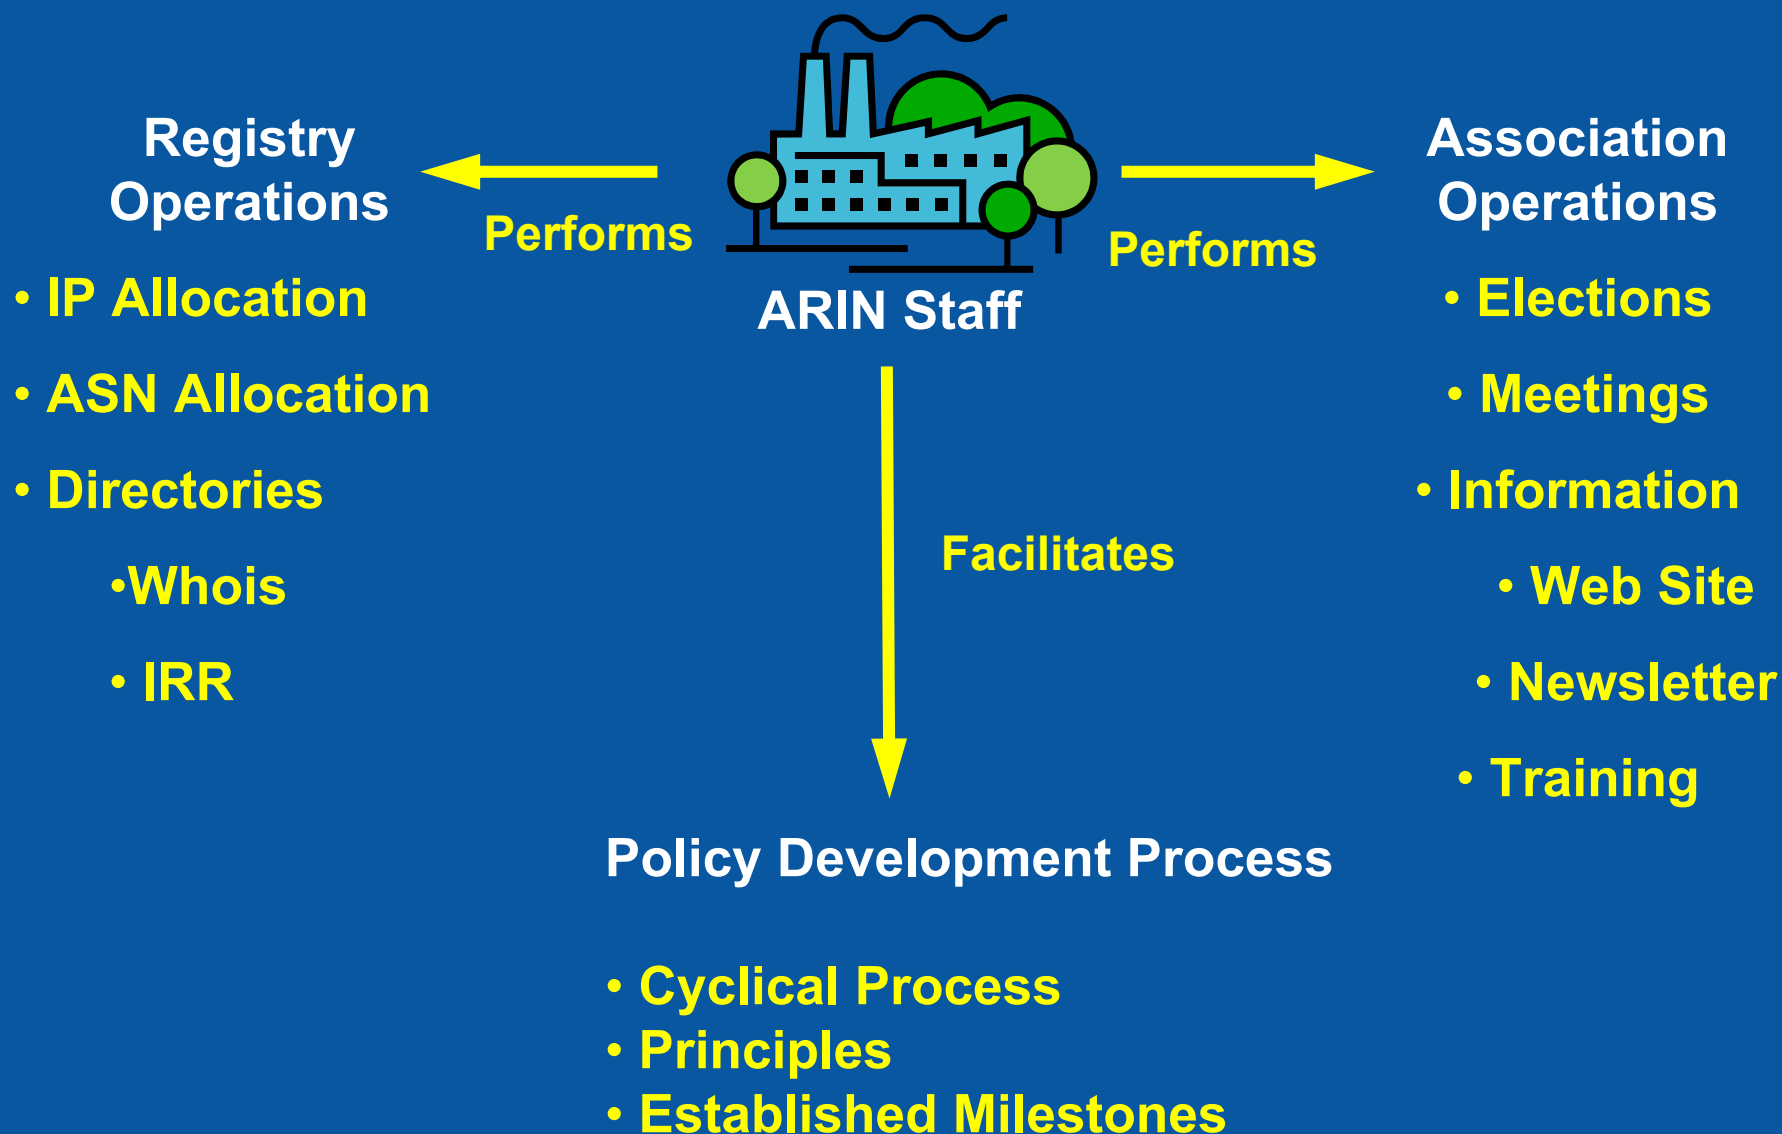 Registry
Operations
• IP Allocation
• ASN Allocation
• Directories
•Whois
• IRR
Performs
ARIN Staff
Performs
Facilitates
Association
Operations
• Elections
• Meetings
• Information
• Web Site
• Newsletter
• Training
Policy Development Process
• Cyclical Process
• Principles
• Established Milestones